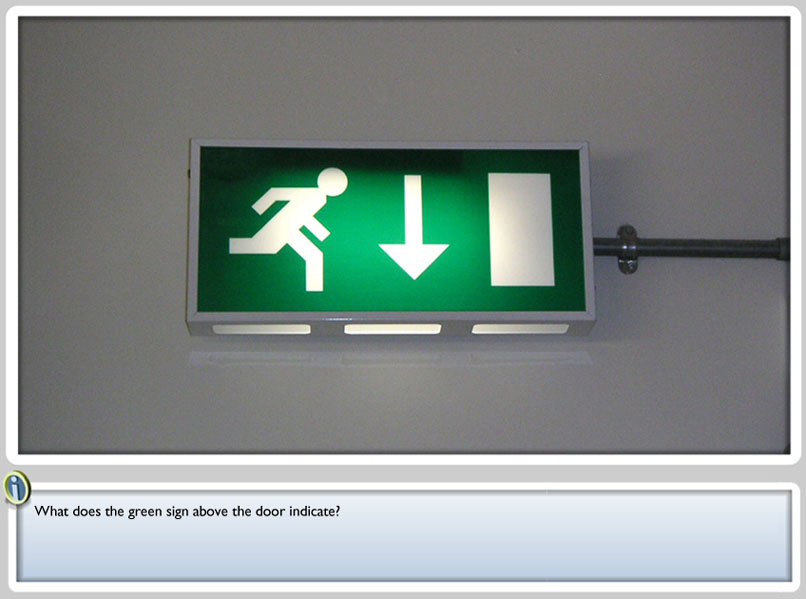 What does the green sign above the door indicate?